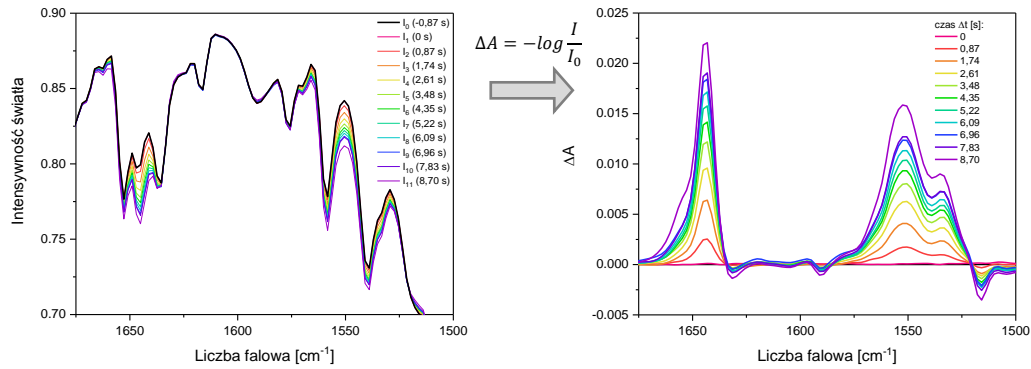 0.90
0.85
0.80
0.75
0.70
Intensywność światła
1650
1600
1550
1500
Liczba falowa [cm⁻¹]
I₀ (-0,87 s)
I₁ (0 s)
I₂ (0,87 s)
I₃ (1,74 s)
I₄ (2,61 s)
I₅ (3,48 s)
I₆ (4,35 s)
I₇ (5,22 s)
I₈ (6,09 s)
I₉ (6,96 s)
I₁₀ (7,83 s)
I₁₁ (8,70 s)
ΔA = −log I/I₀
0.025
0.020
0.015
0.010
0.005
0.000
-0.005
ΔA
1650
1600
1550
1500
Liczba falowa [cm⁻¹]
czas Δt [s]:
0
0,87
1,74
2,61
3,48
4,35
5,22
6,09
6,96
7,83
8,70